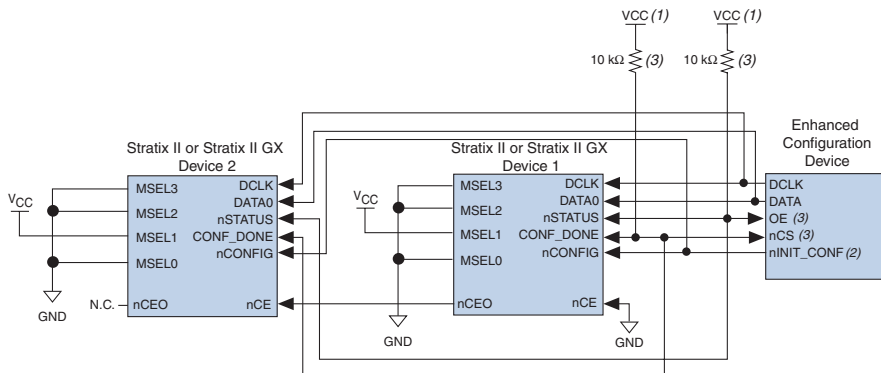 VCC (1)
VCC (1)
10 kΩ
(3)
10 kΩ
(3)
Stratix II or Stratix II GX
Device 2
Stratix II or Stratix II GX
Device 1
Enhanced
Configuration
Device
VCC
MSEL3
MSEL2
MSEL1
MSEL0
DCLK
DATA0
nSTATUS
CONF_DONE
nCONFIG
N.C.
nCEO
nCE
GND
VCC
MSEL3
MSEL2
MSEL1
MSEL0
DCLK
DATA0
nSTATUS
CONF_DONE
nCONFIG
nCEO
nCE
GND
GND
DCLK
DATA
OE (3)
nCS (3)
nINIT_CONF (2)